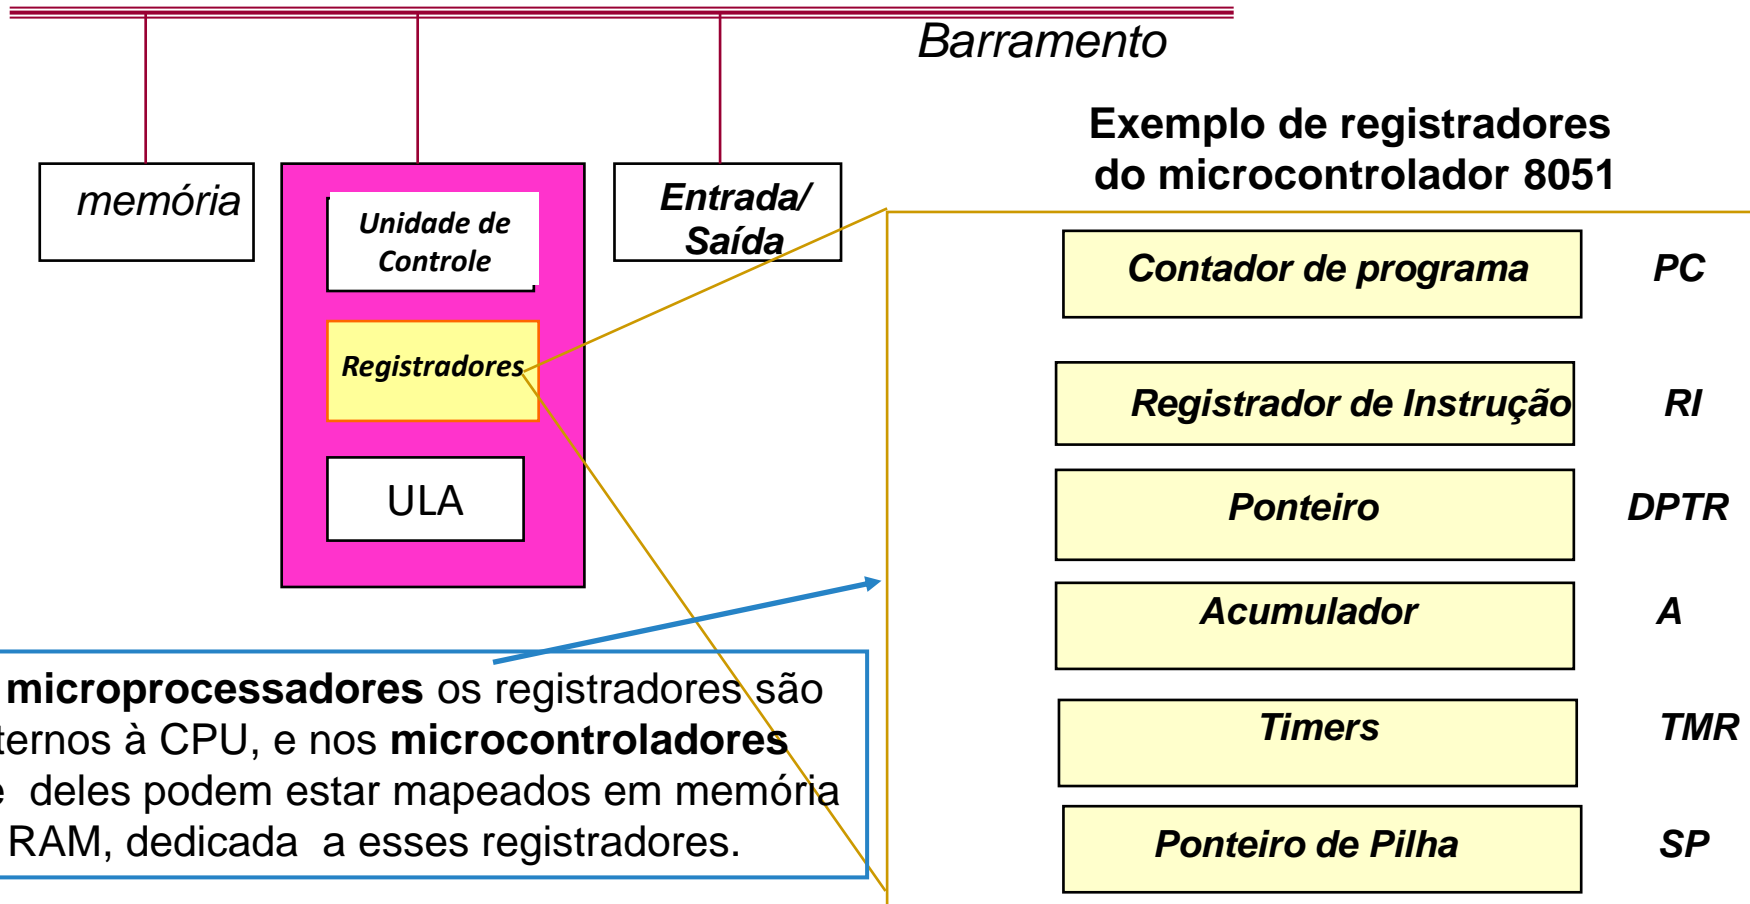 Barramento
memória
Unidade de
Controle
Registradores
ULA
Entrada/
Saída
microprocessadores os registradores são
ternos à CPU, e nos microcontroladores
deles podem estar mapeados em memória
RAM, dedicada a esses registradores.
Exemplo de registradores
do microcontrolador 8051
Contador de programa PC
Registrador de Instrução RI
Ponteiro DPTR
Acumulador A
Timers TMR
Ponteiro de Pilha SP